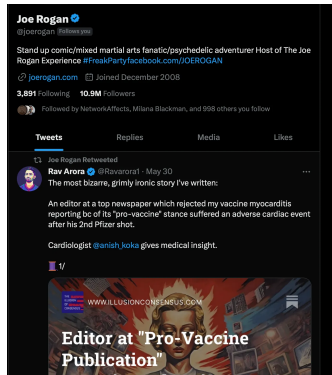 Joe Rogan
@joerogan Follows you
Stand up comic/mixed martial arts fanatic/psychedelic adventurer Host of The Joe
Rogan Experience #FreakPartyfacebook.com/JOEROGAN
joerogan.com Joined December 2008
3,891 Following 10.9M Followers
Followed by NetworkAffects, Milana Blackman, and 998 others you follow
Tweets Replies Media Likes
Joe Rogan Retweeted
Rav Arora @Ravarora1 · May 30 ...
The most bizarre, grimly ironic story I've written:
An editor at a top newspaper which rejected my vaccine myocarditis
reporting bc of its "pro-vaccine" stance suffered an adverse cardiac event
after his 2nd Pfizer shot.
Cardiologist @anish_koka gives medical insight.
1/
WWW.ILLUSIONCONSENSUS.COM
Editor at "Pro-Vaccine
Publication"